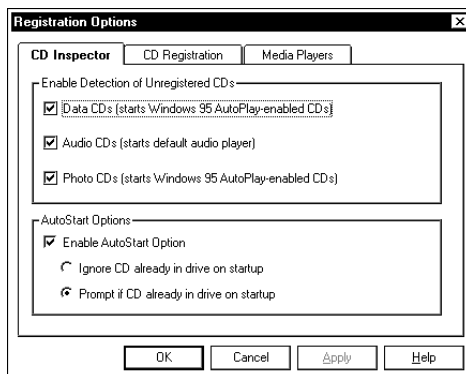 Registration Options
CD Inspector CD Registration Media Players
Enable Detection of Unregistered CDs
Data CDs (starts Windows 95 AutoPlay-enabled CDs)
Audio CDs (starts default audio player)
Photo CDs (starts Windows 95 AutoPlay-enabled CDs)
AutoStart Options
Enable AutoStart Option
Ignore CD already in drive on startup
Prompt if CD already in drive on startup
OK Cancel Apply Help